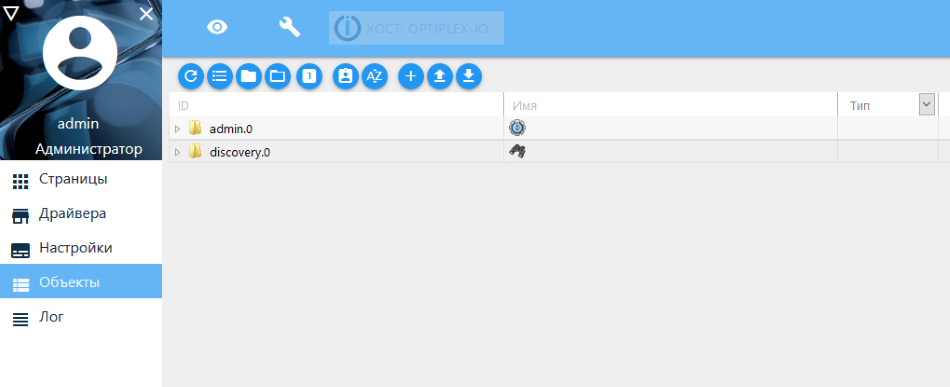 ХОСТ: OPTIPLEX-IO
admin
Администратор
Страницы
Драйвера
Настройки
Объекты
Лог
1
AZ
ID
Имя
Тип
admin.0
discovery.0